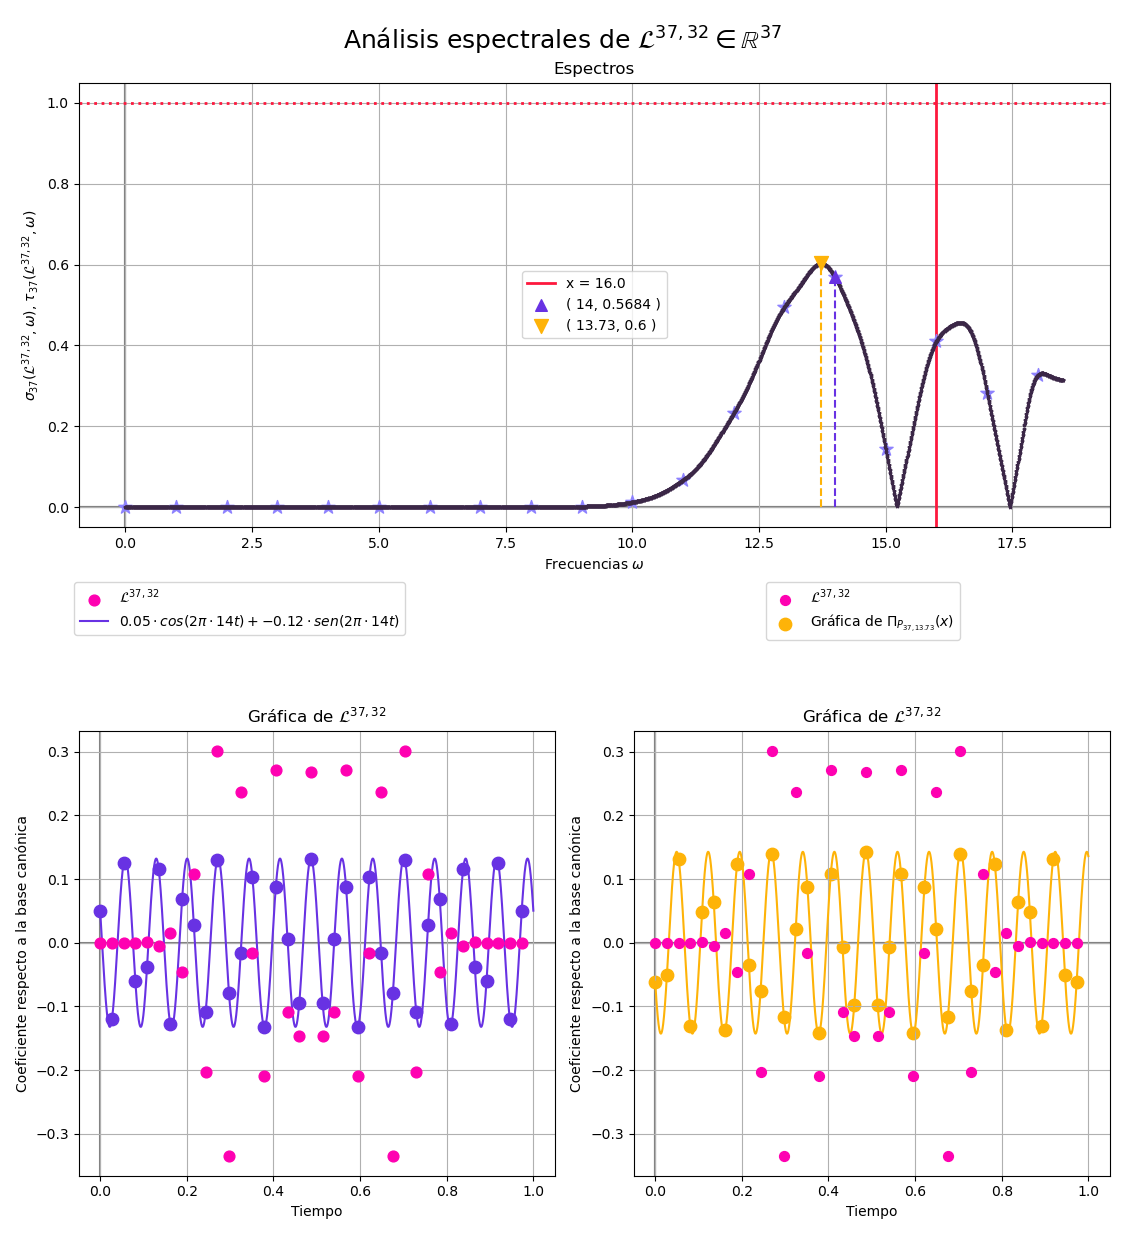 Análisis espectrales de 𝓛^{37,32} ∈ ℝ^{37}
Espectros
1.0
0.8
0.6
0.4
0.2
0.0
σ_{37}(𝓛^{37,32}, ω), τ_{37}(𝓛^{37,32}, ω)
x = 16.0
( 14, 0.5684 )
( 13.73, 0.6 )
0.0 2.5 5.0 7.5 10.0 12.5 15.0 17.5
Frecuencias ω
𝓛^{37,32}
0.05 · cos(2π · 14t) + −0.12 · sen(2π · 14t)
𝓛^{37,32}
Gráfica de Π_{P_{37,13.73}}(x)
Gráfica de 𝓛^{37,32}
0.3
0.2
0.1
0.0
−0.1
−0.2
−0.3
Coeficiente respecto a la base canónica
0.0 0.2 0.4 0.6 0.8 1.0
Tiempo
Gráfica de 𝓛^{37,32}
0.3
0.2
0.1
0.0
−0.1
−0.2
−0.3
Coeficiente respecto a la base canónica
0.0 0.2 0.4 0.6 0.8 1.0
Tiempo